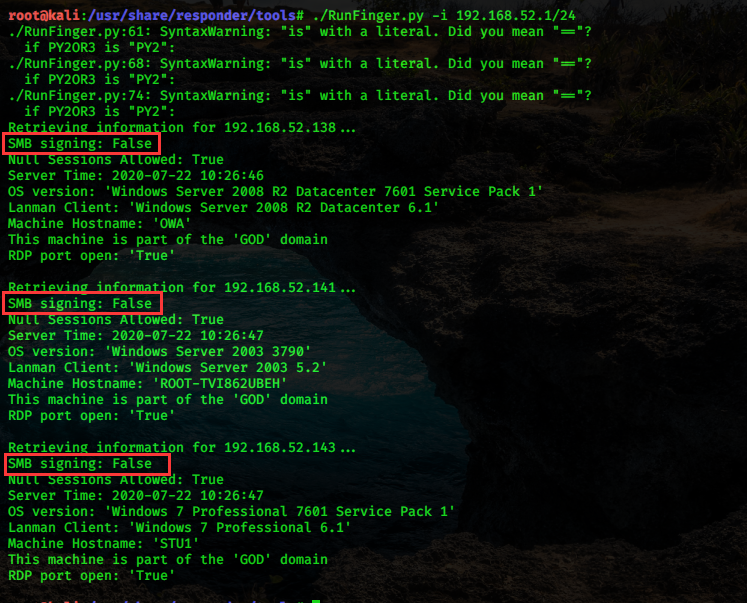 root@kali:/usr/share/responder/tools# ./RunFinger.py -i 192.168.52.1/24
./RunFinger.py:61: SyntaxWarning: "is" with a literal. Did you mean "=="?
  if PY2OR3 is "PY2":
./RunFinger.py:68: SyntaxWarning: "is" with a literal. Did you mean "=="?
  if PY2OR3 is "PY2":
./RunFinger.py:74: SyntaxWarning: "is" with a literal. Did you mean "=="?
  if PY2OR3 is "PY2":
Retrieving information for 192.168.52.138...
SMB signing: False
Null Sessions Allowed: True
Server Time: 2020-07-22 10:26:46
OS version: 'Windows Server 2008 R2 Datacenter 7601 Service Pack 1'
Lanman Client: 'Windows Server 2008 R2 Datacenter 6.1'
Machine Hostname: 'OWA'
This machine is part of the 'GOD' domain
RDP port open: 'True'

Retrieving information for 192.168.52.141...
SMB signing: False
Null Sessions Allowed: True
Server Time: 2020-07-22 10:26:47
OS version: 'Windows Server 2003 3790'
Lanman Client: 'Windows Server 2003 5.2'
Machine Hostname: 'ROOT-TVI862UBEH'
This machine is part of the 'GOD' domain
RDP port open: 'True'

Retrieving information for 192.168.52.143...
SMB signing: False
Null Sessions Allowed: True
Server Time: 2020-07-22 10:26:47
OS version: 'Windows 7 Professional 7601 Service Pack 1'
Lanman Client: 'Windows 7 Professional 6.1'
Machine Hostname: 'STU1'
This machine is part of the 'GOD' domain
RDP port open: 'True'